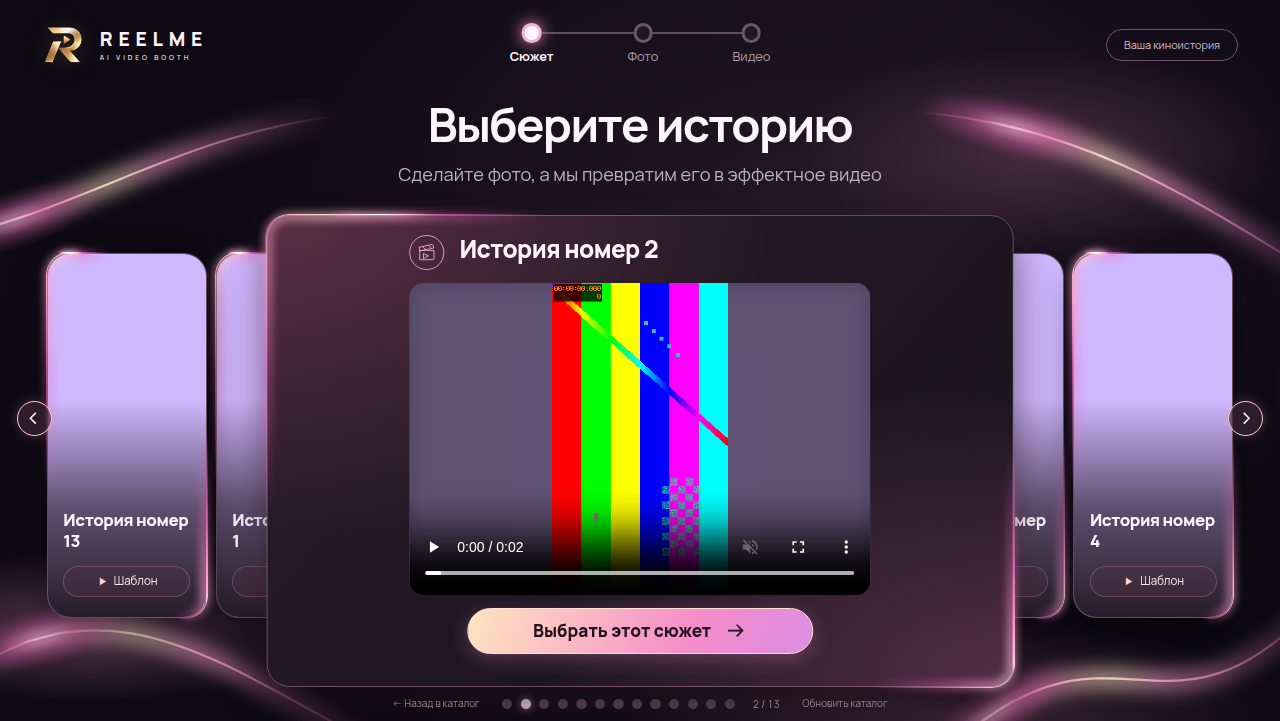 REELME
AI VIDEO BOOTH
Сюжет
Фото
Видео
Ваша киноистория
Выберите историю
Сделайте фото, а мы превратим его в эффектное видео
История номер 2
00:00:00.000
0
История номер
13
Шаблон
Исто
1
мер
История номер
4
Шаблон
0:00 / 0:02
Выбрать этот сюжет →
← Назад в каталог
2 / 13
Обновить каталог